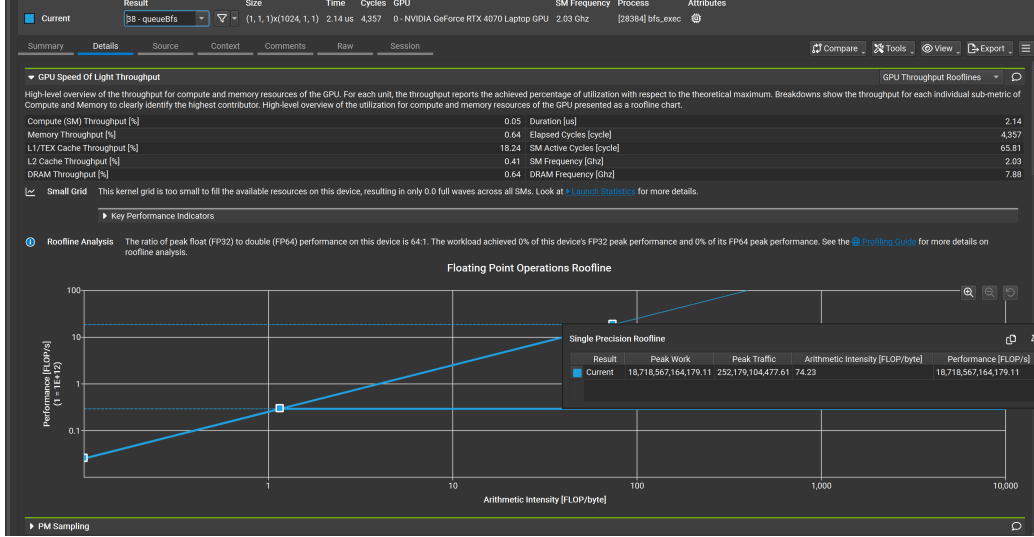 Result Size Time Cycles GPU SM Frequency Process Attributes
Current 38 - queueBfs (1, 1, 1)x(1024, 1, 1) 2.14 us 4,357 0 - NVIDIA GeForce RTX 4070 Laptop GPU 2.03 Ghz [28384] bfs_exec
Summary Details Source Context Comments Raw Session Compare Tools View Export
GPU Speed Of Light Throughput GPU Throughput Rooflines
High-level overview of the throughput for compute and memory resources of the GPU. For each unit, the throughput reports the achieved percentage of utilization with respect to the theoretical maximum. Breakdowns show the throughput for each individual sub-metric of
Compute and Memory to clearly identify the highest contributor. High-level overview of the utilization for compute and memory resources of the GPU presented as a roofline chart.
Compute (SM) Throughput [%] 0.05 Duration [us] 2.14
Memory Throughput [%] 0.64 Elapsed Cycles [cycle] 4,357
L1/TEX Cache Throughput [%] 18.24 SM Active Cycles [cycle] 65.81
L2 Cache Throughput [%] 0.41 SM Frequency [Ghz] 2.03
DRAM Throughput [%] 0.64 DRAM Frequency [Ghz] 7.88
Small Grid This kernel grid is too small to fill the available resources on this device, resulting in only 0.0 full waves across all SMs. Look at Launch Statistics for more details.
Key Performance Indicators
Roofline Analysis The ratio of peak float (FP32) to double (FP64) performance on this device is 64:1. The workload achieved 0% of this device's FP32 peak performance and 0% of its FP64 peak performance. See the Profiling Guide for more details on
roofline analysis.
Floating Point Operations Roofline
100
10
1
0.1
Performance [FLOP/s]
(1 = 1E+12)
Single Precision Roofline
Result Peak Work Peak Traffic Arithmetic Intensity [FLOP/byte] Performance [FLOP/s]
Current 18,718,567,164,179.11 252,179,104,477.61 74.23 18,718,567,164,179.11
1 10 100 1,000 10,000
Arithmetic Intensity [FLOP/byte]
PM Sampling